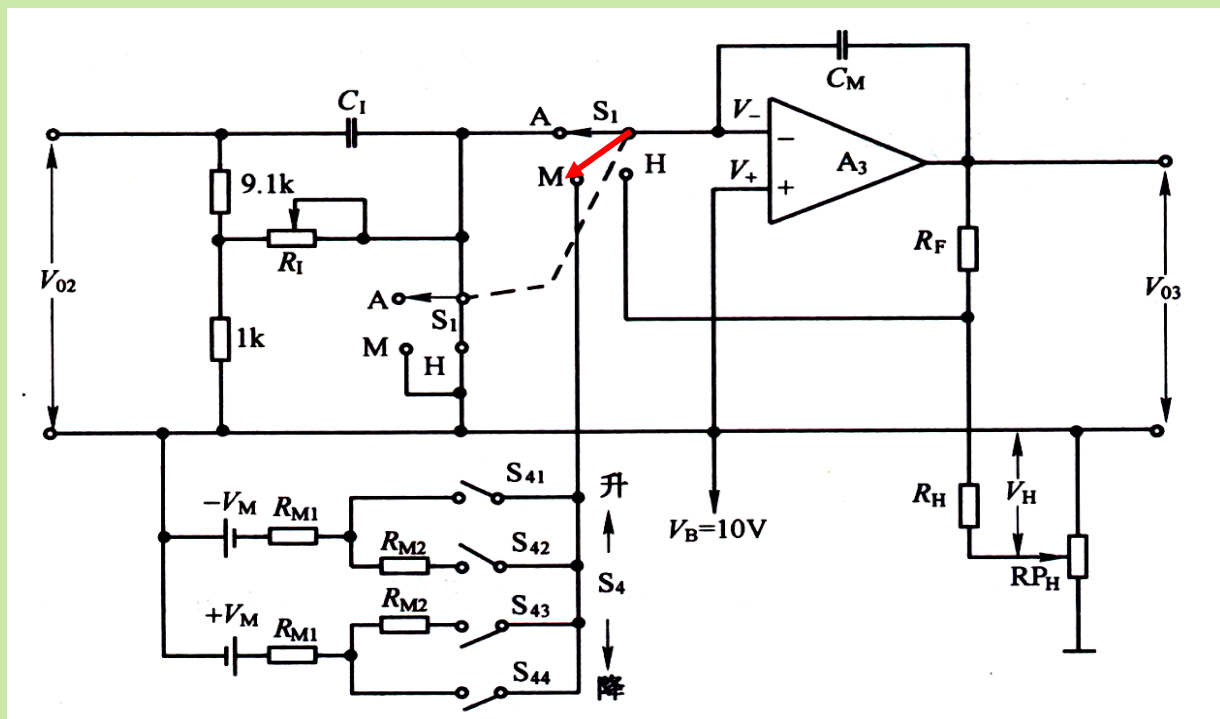 C_M
C_I
A S_1 V_-
M H
A_3
V_+
9.1k
R_I
R_F
V_02
V_03
A S_1
1k
M H
S_41 升
-V_M R_M1
R_M2 S_42
V_B=10V
R_H V_H
S_4
RP_H
+V_M R_M1
R_M2 S_43
S_44 降